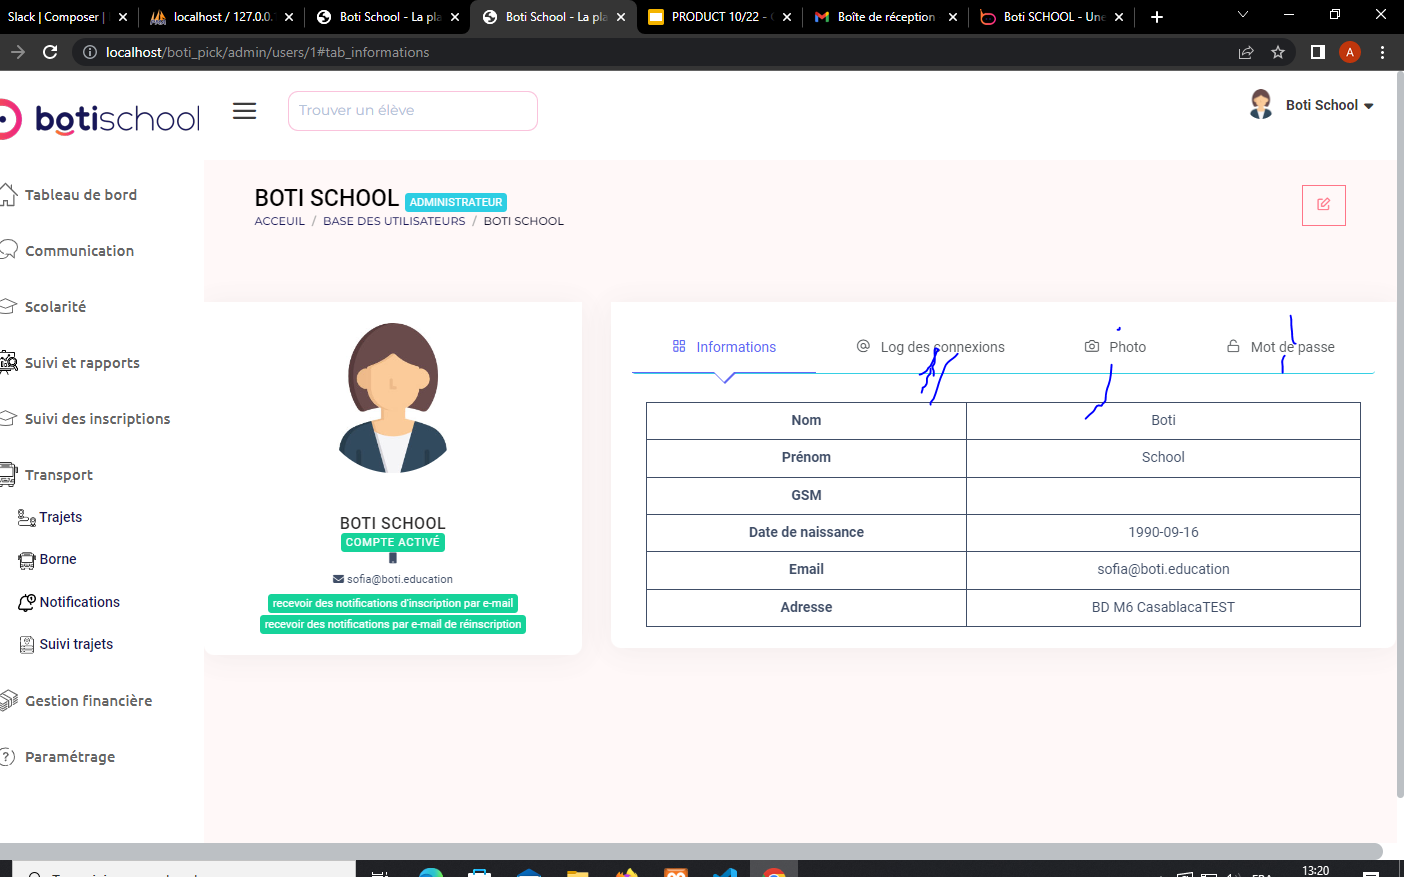 Slack | Composer |
localhost / 127.0.0.
Boti School - La pla
Boti School - La pla
PRODUCT 10/22 -
Boîte de réception
Boti SCHOOL - Une
localhost/boti_pick/admin/users/1#tab_informations
A
botischool
Trouver un élève
Boti School
Tableau de bord
Communication
Scolarité
Suivi et rapports
Suivi des inscriptions
Transport
Trajets
Borne
Notifications
Suivi trajets
Gestion financière
Paramétrage
BOTI SCHOOL ADMINISTRATEUR
ACCEUIL / BASE DES UTILISATEURS / BOTI SCHOOL
BOTI SCHOOL
COMPTE ACTIVÉ
sofia@boti.education
recevoir des notifications d'inscription par e-mail
recevoir des notifications par e-mail de réinscription
Informations
Log des connexions
Photo
Mot de passe
Nom Boti
Prénom School
GSM
Date de naissance 1990-09-16
Email sofia@boti.education
Adresse BD M6 CasablacaTEST
13:20